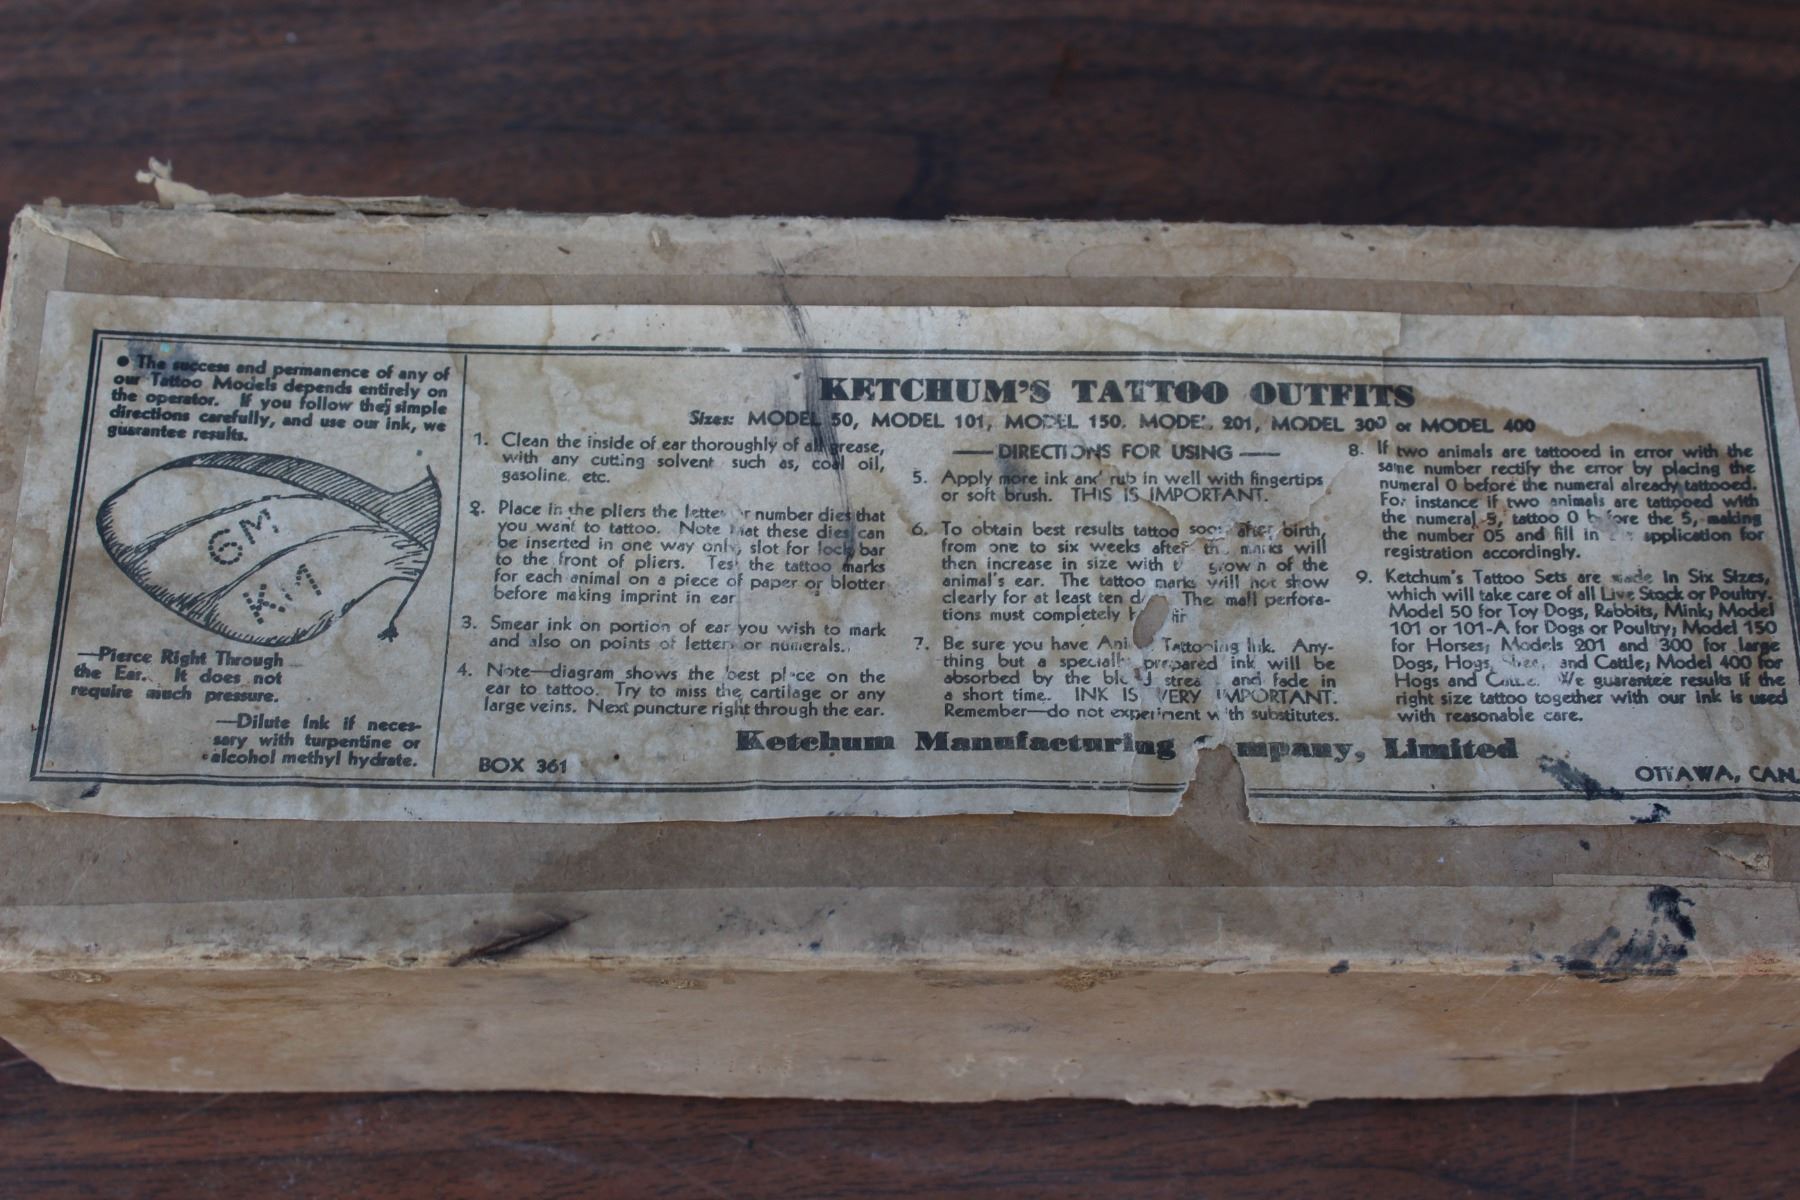 • The success and permanence of any of
our Tattoo Models depends entirely on
the operator. If you follow the simple
directions carefully, and use our ink, we
guarantee results.
6M
K
—Pierce Right Through
the Ear. It does not
require much pressure.
—Dilute Ink if neces-
sary with turpentine or
alcohol methyl hydrate.
KETCHUM'S TATTOO OUTFITS
Sizes: MODEL 50, MODEL 101, MODEL 150, MODEL 201, MODEL 300 or MODEL 400
1. Clean the inside of ear thoroughly of all grease,
with any cutting solvent such as, coal oil,
gasoline, etc.
2. Place in the pliers the letter or number dies that
you want to tattoo. Note that these dies can
be inserted in one way only, slot for lock bar
to the front of pliers. Test the tattoo marks
for each animal on a piece of paper or blotter
before making imprint in ear
3. Smear ink on portion of ear you wish to mark
and also on points of letters or numerals.
4. Note—diagram shows the best place on the
ear to tattoo. Try to miss the cartilage or any
large veins. Next puncture right through the ear.
— DIRECTIONS FOR USING —
5. Apply more ink and rub in well with fingertips
or soft brush. THIS IS IMPORTANT.
6. To obtain best results tattoo soon after birth,
from one to six weeks after the marks will
then increase in size with growth of the
animal's ear. The tattoo marks will not show
clearly for at least ten The small perfora-
tions must completely
7. Be sure you have Tattooing Ink. Any-
thing but a specially prepared ink will be
absorbed by the blood stream and fade in
a short time. INK IS VERY IMPORTANT.
Remember—do not experiment with substitutes.
8. If two animals are tattooed in error with the
same number rectify the error by placing the
numeral 0 before the numeral already tattooed.
For instance if two animals are tattooed with
the numeral 5, tattoo 0 before the 5, making
the number 05 and fill in application for
registration accordingly.
9. Ketchum's Tattoo Sets are made In Six Sizes,
which will take care of all Live Stock or Poultry.
Model 50 for Toy Dogs, Rabbits, Mink; Model
101 or 101-A for Dogs or Poultry; Model 150
for Horses; Models 201 and 300 for large
Dogs, Hogs, Sheep and Cattle; Model 400 for
Hogs and Cattle. We guarantee results if the
right size tattoo together with our ink is used
with reasonable care.
Ketchum Manufacturing Company, Limited
BOX 361
OTTAWA, CAN.